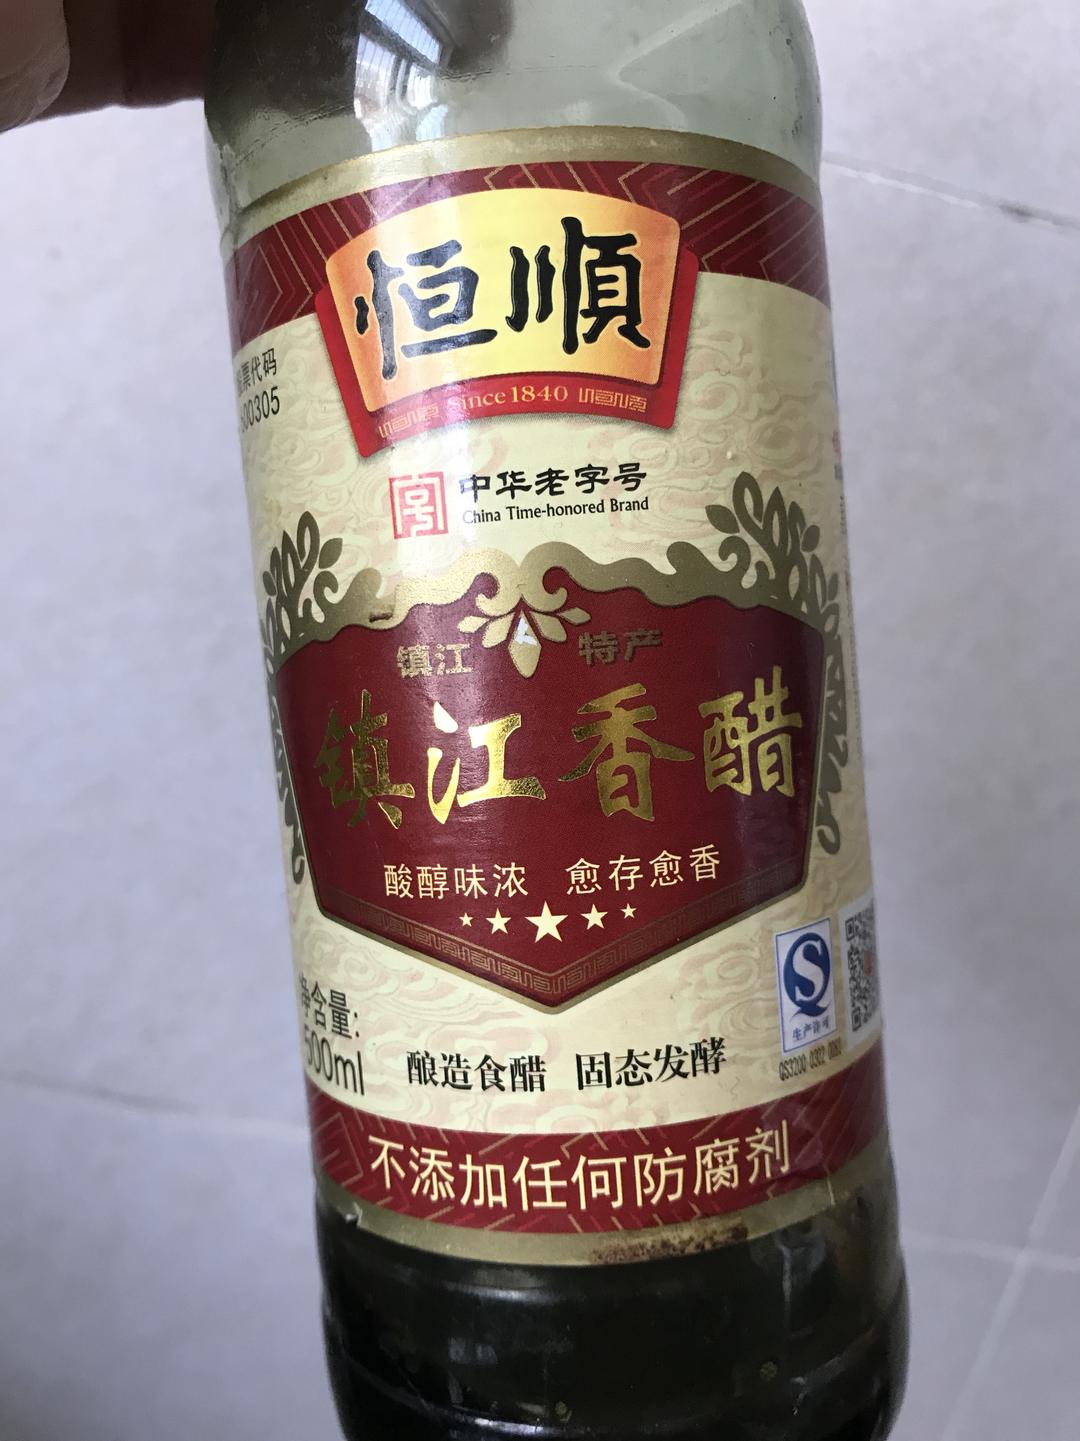 恒順
Since 1840
票代码
600305
中华老字号
China Time-honored Brand
镇江 特产
镇江香醋
酸醇味浓 愈存愈香
净含量:
500ml
生产许可
酿造食醋 固态发酵
不添加任何防腐剂